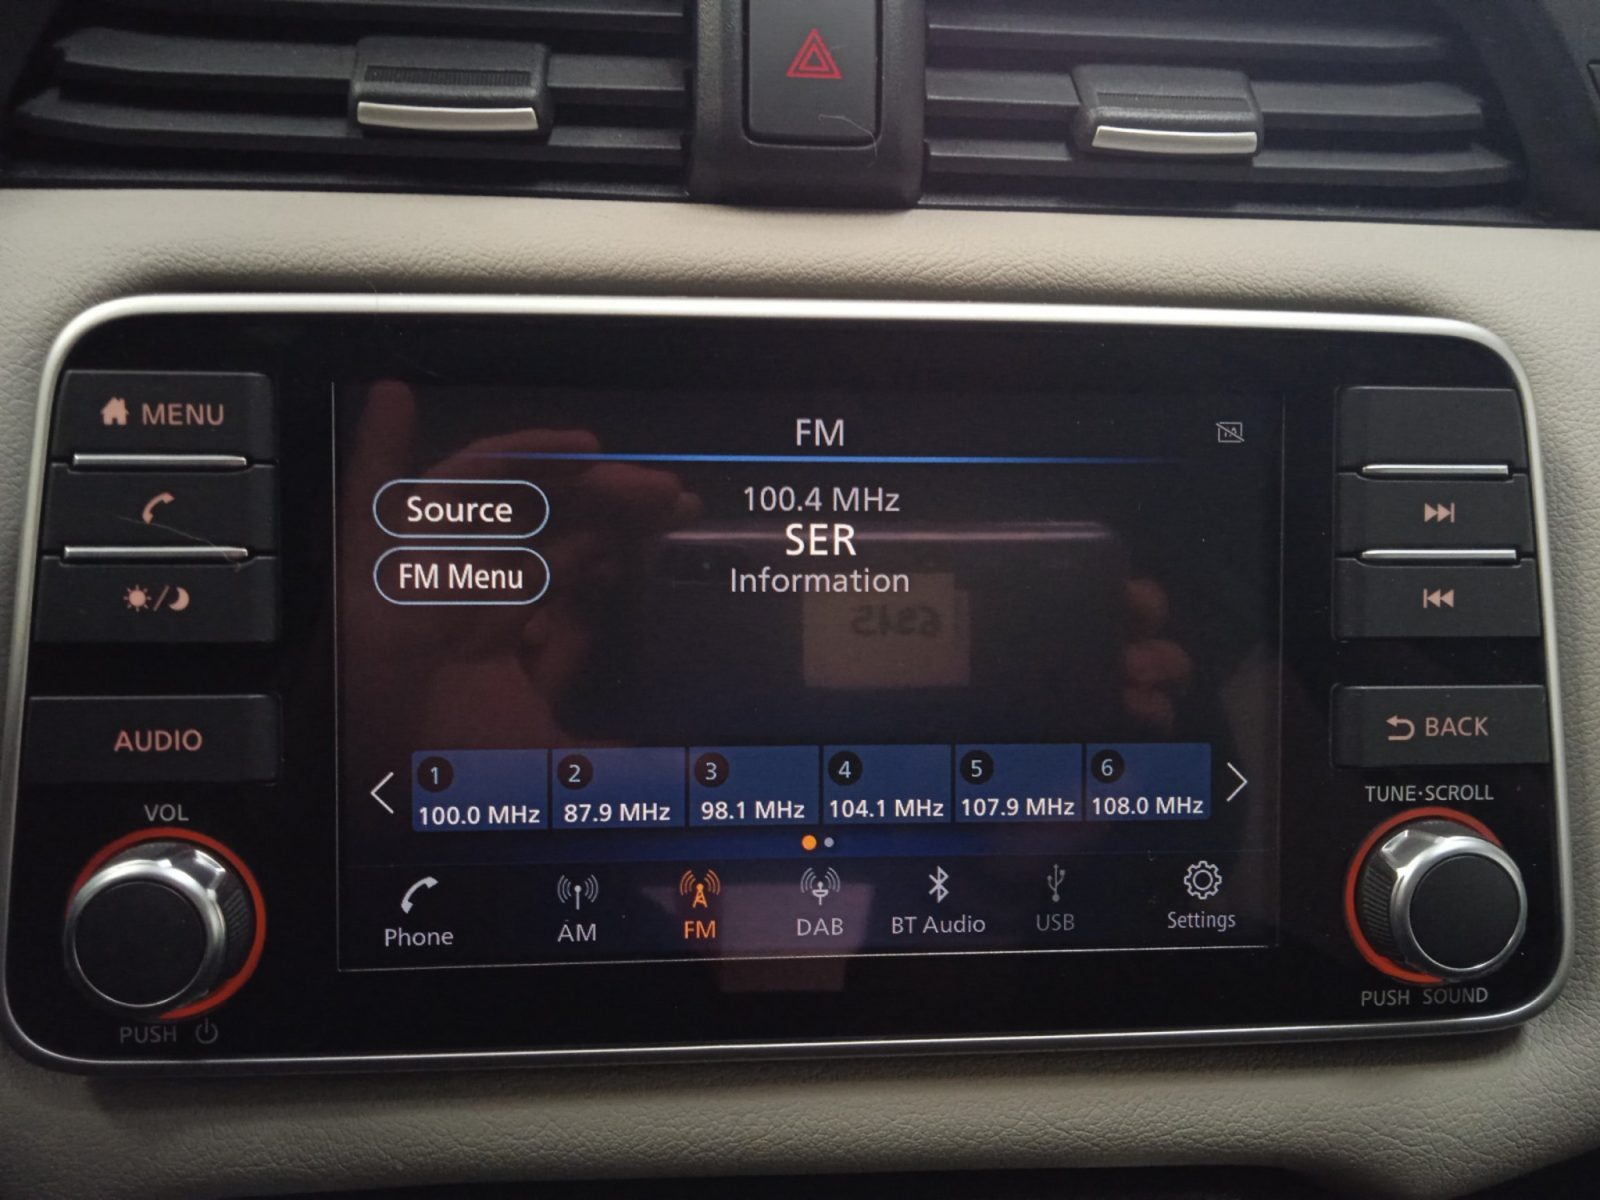 MENU
AUDIO
VOL
PUSH
FM
Source
FM Menu
100.4 MHz
SER
Information
1
100.0 MHz
2
87.9 MHz
3
98.1 MHz
4
104.1 MHz
5
107.9 MHz
6
108.0 MHz
Phone
AM
FM
DAB
BT Audio
USB
Settings
BACK
TUNE·SCROLL
PUSH SOUND